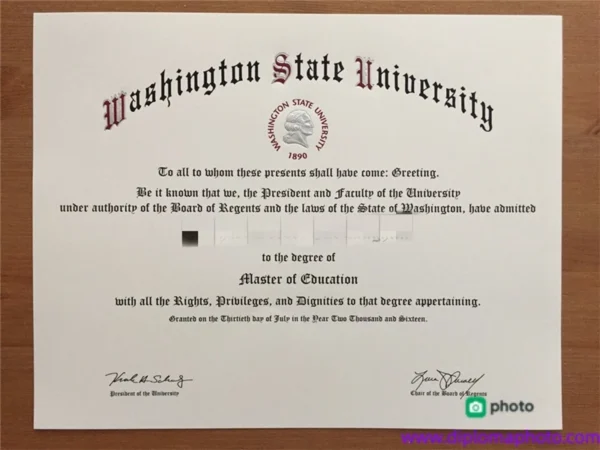 Washington State University
WASHINGTON STATE UNIVERSITY
1890
To all to whom these presents shall have come: Greeting.
Be it known that we, the President and Faculty of the University
under authority of the Board of Regents and the laws of the State of Washington, have admitted
to the degree of
Master of Education
with all the Rights, Privileges, and Dignities to that degree appertaining.
Granted on the Thirtieth day of July in the Year Two Thousand and Sixteen.
President of the University
Chair of the Board of Regents
photo
www.diplomaphoto.com